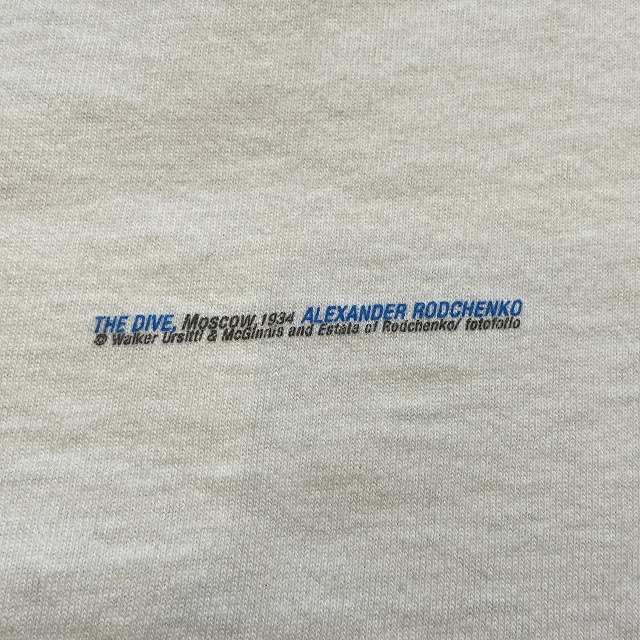 THE DIVE, Moscow, 1934 ALEXANDER RODCHENKO
© Walker Ursitti & McGinnis and Estate of Rodchenko/ fotofolio